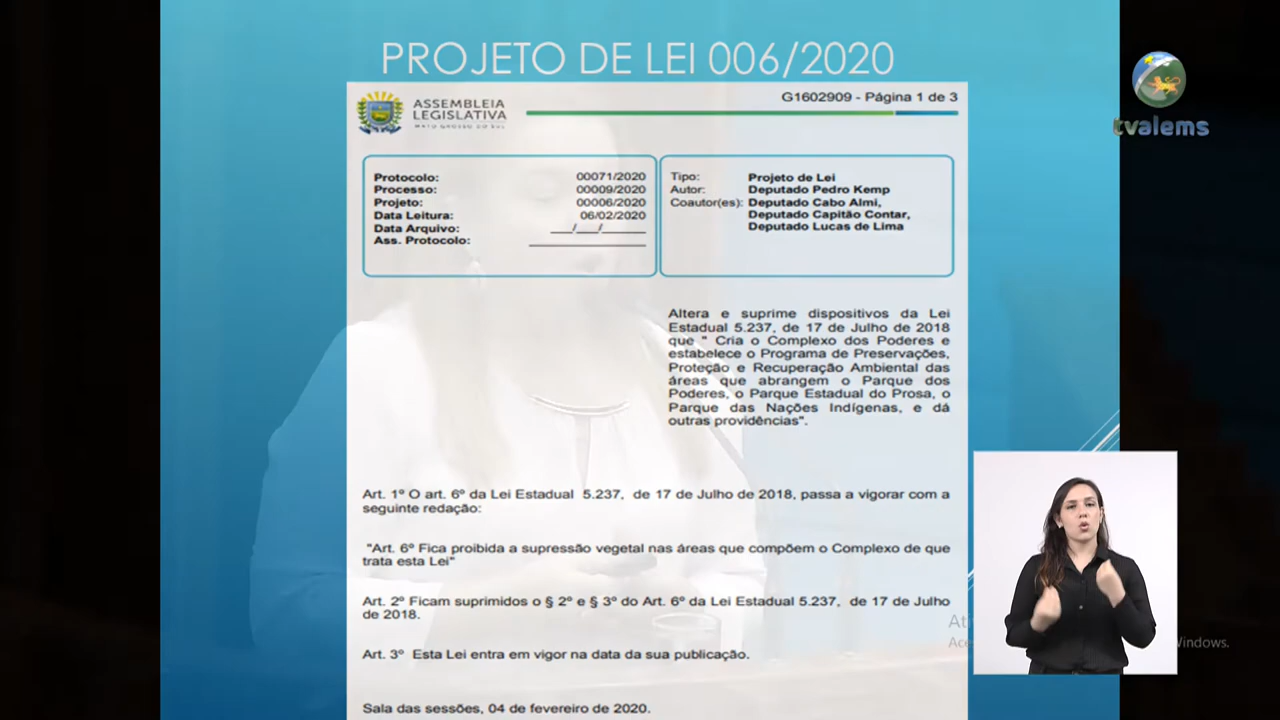 PROJETO DE LEI 006/2020
tvalems
ASSEMBLEIA
LEGISLATIVA
MATO GROSSO DO SUL
G1602909 - Página 1 de 3
Protocolo: 00071/2020
Processo: 00009/2020
Projeto: 00006/2020
Data Leitura: 06/02/2020
Data Arquivo: ___/___/______
Ass. Protocolo: ________________
Tipo: Projeto de Lei
Autor: Deputado Pedro Kemp
Coautor(es): Deputado Cabo Almi,
Deputado Capitão Contar,
Deputado Lucas de Lima
Altera e suprime dispositivos da Lei
Estadual 5.237, de 17 de Julho de 2018
que " Cria o Complexo dos Poderes e
estabelece o Programa de Preservações,
Proteção e Recuperação Ambiental das
áreas que abrangem o Parque dos
Poderes, o Parque Estadual do Prosa, o
Parque das Nações Indígenas, e dá
outras providências".
Art. 1º O art. 6º da Lei Estadual 5.237, de 17 de Julho de 2018, passa a vigorar com a
seguinte redação:
"Art. 6º Fica proibida a supressão vegetal nas áreas que compõem o Complexo de que
trata esta Lei"
Art. 2º Ficam suprimidos o § 2º e § 3º do Art. 6º da Lei Estadual 5.237, de 17 de Julho
de 2018.
Art. 3º Esta Lei entra em vigor na data da sua publicação.
Sala das sessões, 04 de fevereiro de 2020.
Windows.